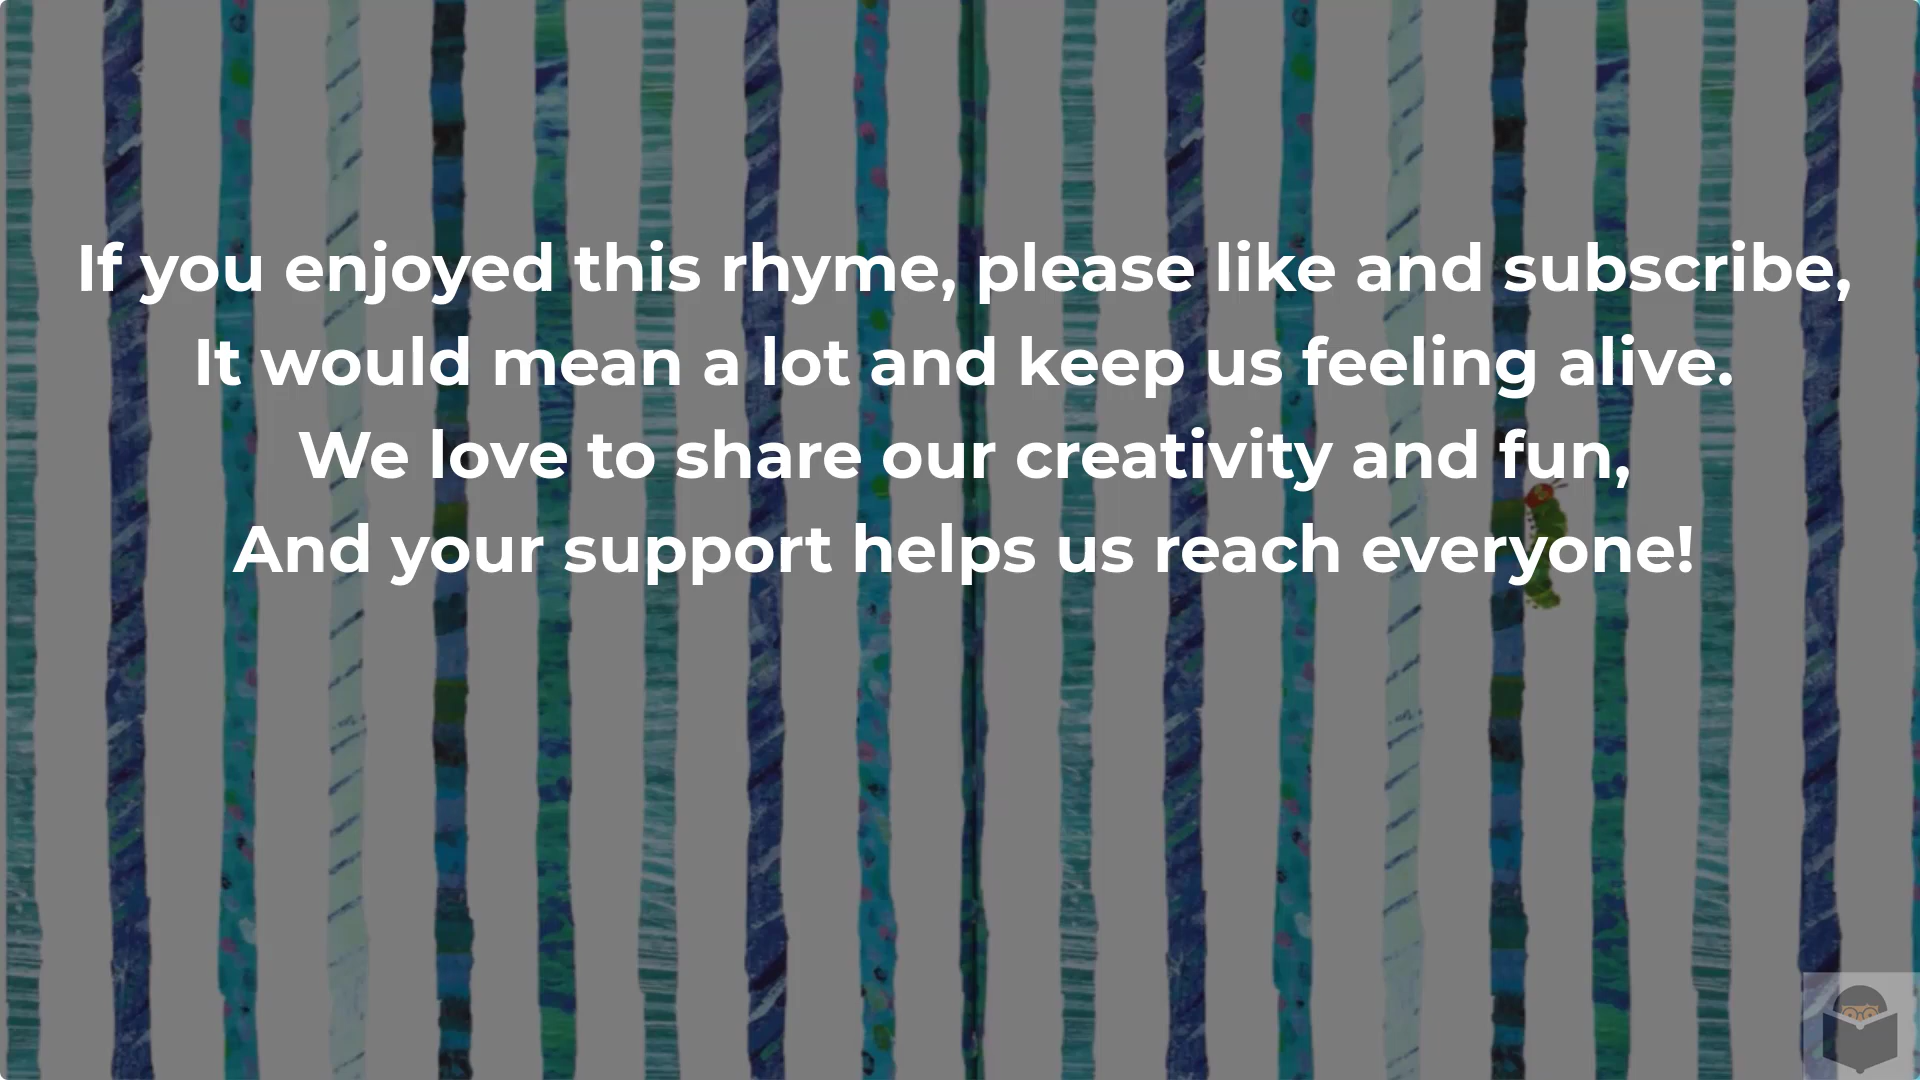 If you enjoyed this rhyme, please like and subscribe,
It would mean a lot and keep us feeling alive.
We love to share our creativity and fun,
And your support helps us reach everyone!